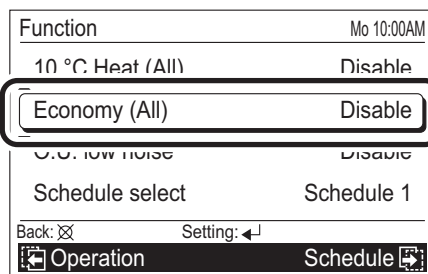 Function Mo 10:00AM
10 °C Heat (All) Disable
Economy (All) Disable
O.U. low noise Disable
Schedule select Schedule 1
Back: Setting:
Operation Schedule